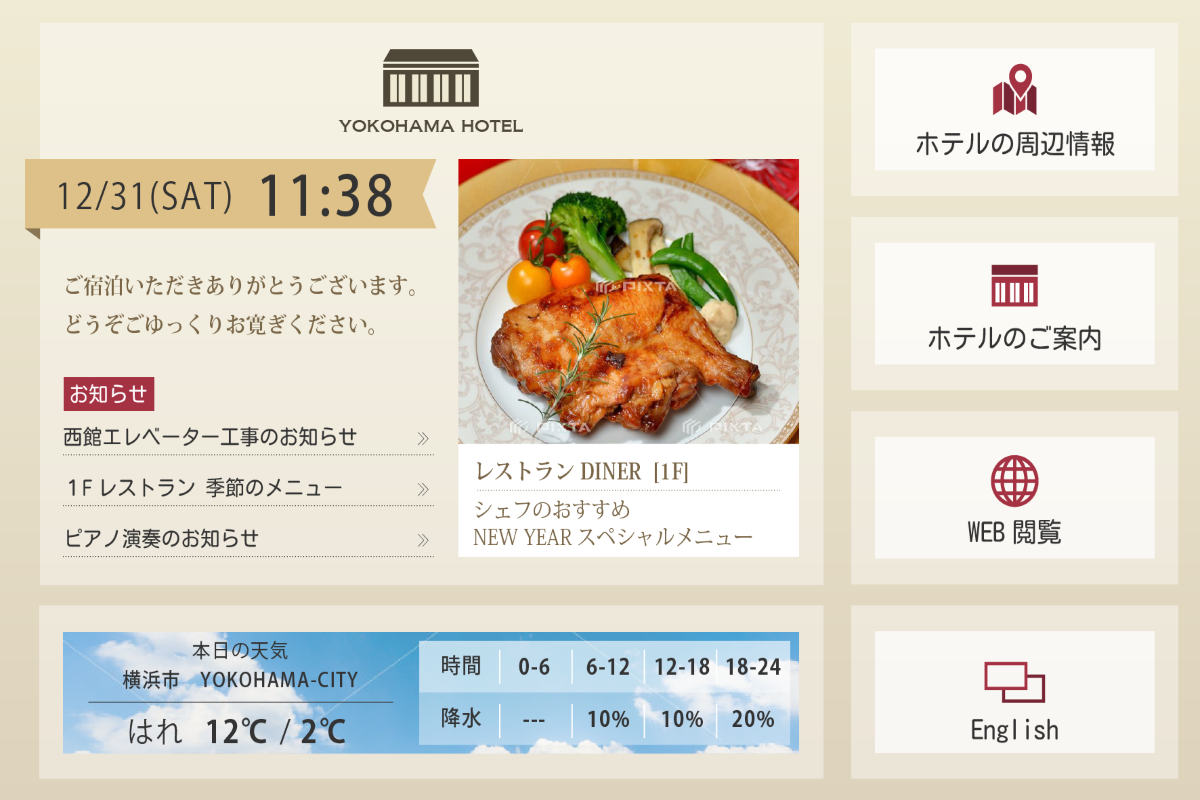 YOKOHAMA HOTEL
12/31(SAT) 11:38
ご宿泊いただきありがとうございます。
どうぞごゆっくりお寛ぎください。
お知らせ
西館エレベーター工事のお知らせ
1F レストラン 季節のメニュー
ピアノ演奏のお知らせ
PIXTA
PIXTA
PIXTA
レストラン DINER [1F]
シェフのおすすめ
NEW YEAR スペシャルメニュー
本日の天気
横浜市 YOKOHAMA-CITY
はれ 12℃ / 2℃
時間 0-6 6-12 12-18 18-24
降水 --- 10% 10% 20%
ホテルの周辺情報
ホテルのご案内
WEB 閲覧
English